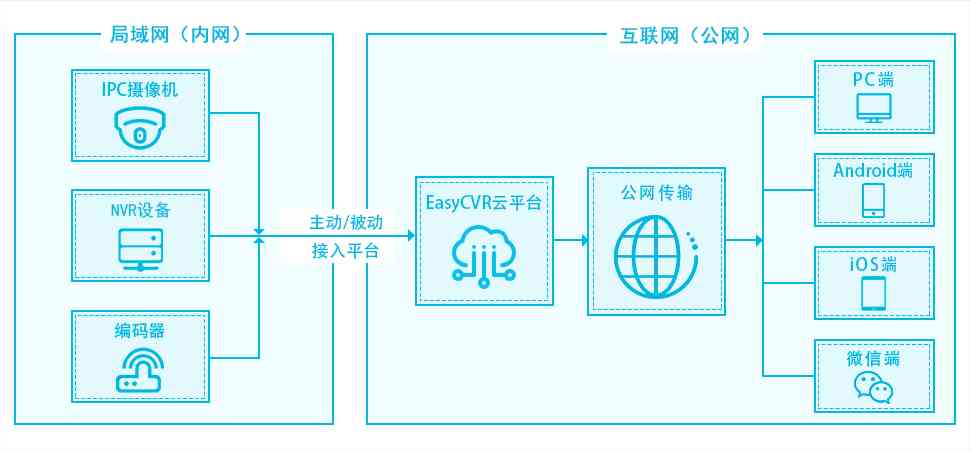 局域网（内网）
IPC摄像机
NVR设备
编码器
主动/被动
接入平台
互联网（公网）
EasyCVR云平台
公网传输
PC端
Android端
iOS端
微信端